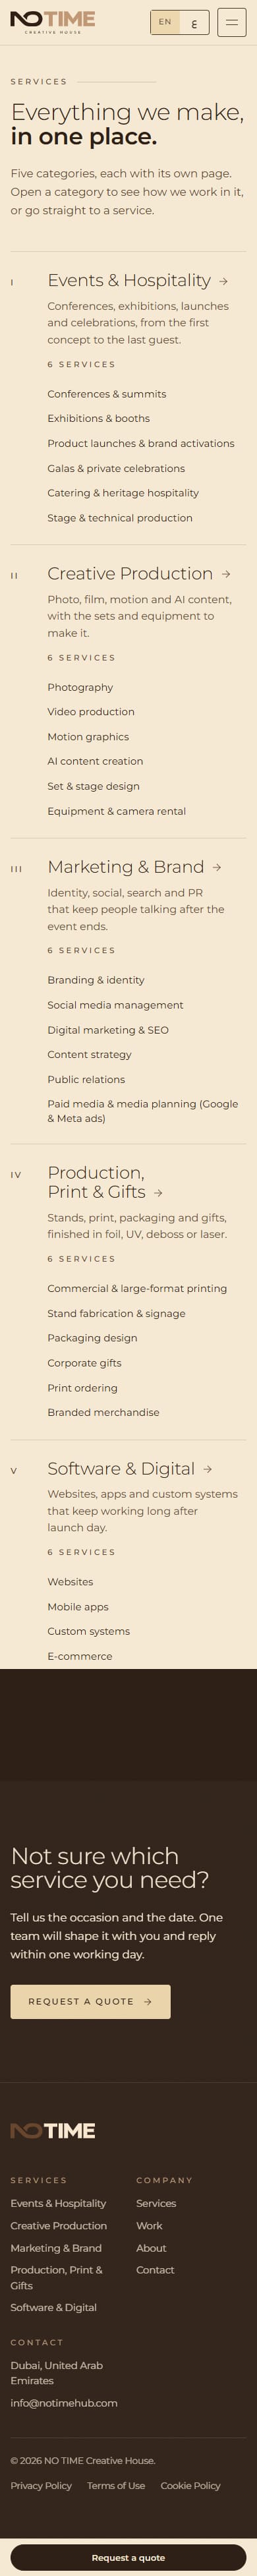 NOTIME
CREATIVE HOUSE
EN
ع
SERVICES
Everything we make,
in one place.
Five categories, each with its own page.
Open a category to see how we work in it,
or go straight to a service.
I
Events & Hospitality →
Conferences, exhibitions, launches
and celebrations, from the first
concept to the last guest.
6 SERVICES
Conferences & summits
Exhibitions & booths
Product launches & brand activations
Galas & private celebrations
Catering & heritage hospitality
Stage & technical production
II
Creative Production →
Photo, film, motion and AI content,
with the sets and equipment to
make it.
6 SERVICES
Photography
Video production
Motion graphics
AI content creation
Set & stage design
Equipment & camera rental
III
Marketing & Brand →
Identity, social, search and PR
that keep people talking after the
event ends.
6 SERVICES
Branding & identity
Social media management
Digital marketing & SEO
Content strategy
Public relations
Paid media & media planning (Google
& Meta ads)
IV
Production,
Print & Gifts →
Stands, print, packaging and gifts,
finished in foil, UV, deboss or laser.
6 SERVICES
Commercial & large-format printing
Stand fabrication & signage
Packaging design
Corporate gifts
Print ordering
Branded merchandise
V
Software & Digital →
Websites, apps and custom systems
that keep working long after
launch day.
6 SERVICES
Websites
Mobile apps
Custom systems
E-commerce
Not sure which
service you need?
Tell us the occasion and the date. One
team will shape it with you and reply
within one working day.
REQUEST A QUOTE →
NOTIME
SERVICES
Events & Hospitality
Creative Production
Marketing & Brand
Production, Print &
Gifts
Software & Digital
COMPANY
Services
Work
About
Contact
CONTACT
Dubai, United Arab
Emirates
info@notimehub.com
© 2026 NO TIME Creative House.
Privacy Policy Terms of Use Cookie Policy
Request a quote